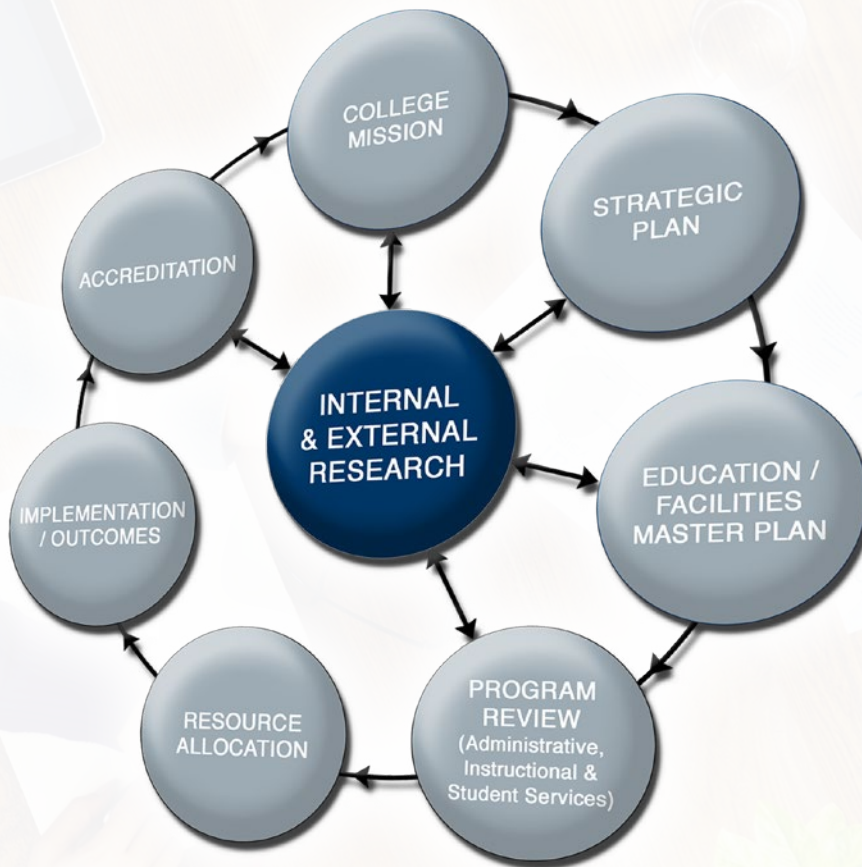 COLLEGE
MISSION
STRATEGIC
PLAN
EDUCATION /
FACILITIES
MASTER PLAN
PROGRAM
REVIEW
(Administrative,
Instructional &
Student Services)
RESOURCE
ALLOCATION
IMPLEMENTATION
/ OUTCOMES
ACCREDITATION
INTERNAL
& EXTERNAL
RESEARCH